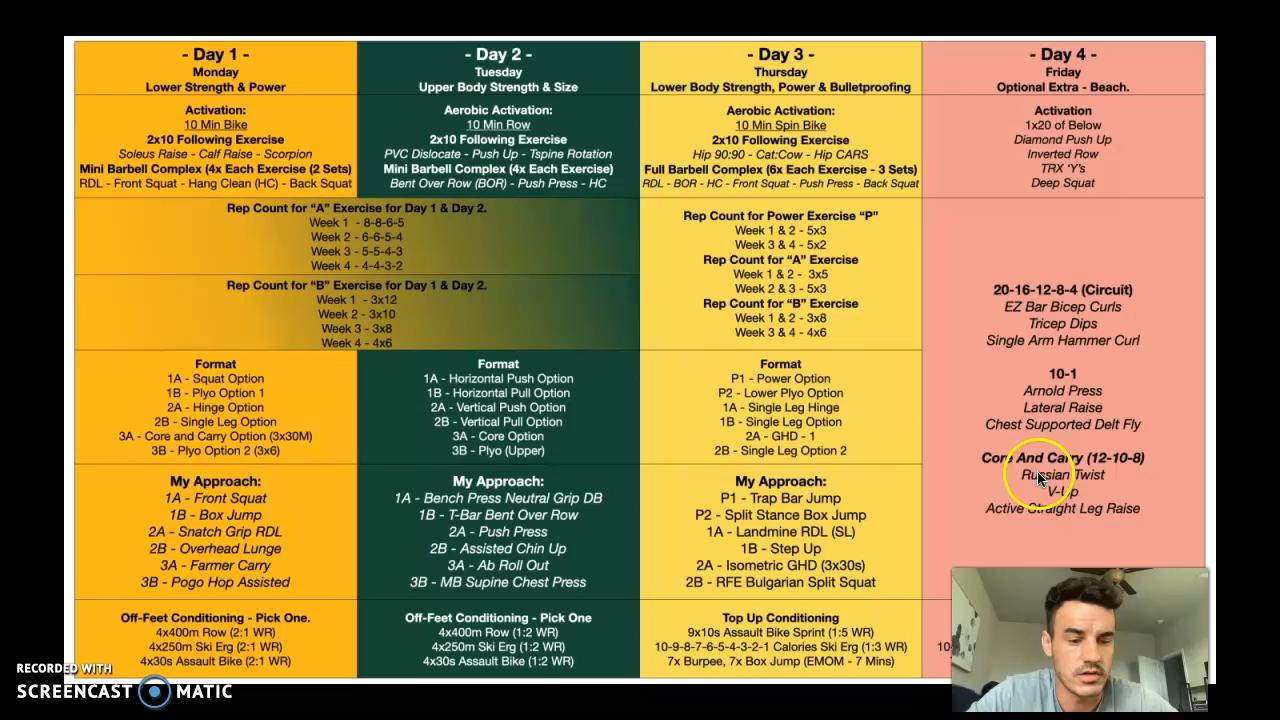 - Day 1 -
Monday
Lower Strength & Power
Activation:
10 Min Bike
2x10 Following Exercise
Soleus Raise - Calf Raise - Scorpion
Mini Barbell Complex (4x Each Exercise (2 Sets)
RDL - Front Squat - Hang Clean (HC) - Back Squat
- Day 2 -
Tuesday
Upper Body Strength & Size
Aerobic Activation:
10 Min Row
2x10 Following Exercise
PVC Dislocate - Push Up - Tspine Rotation
Mini Barbell Complex (4x Each Exercise)
Bent Over Row (BOR) - Push Press - HC
Rep Count for "A" Exercise for Day 1 & Day 2.
Week 1 - 8-8-6-5
Week 2 - 6-6-5-4
Week 3 - 5-5-4-3
Week 4 - 4-4-3-2
Rep Count for "B" Exercise for Day 1 & Day 2.
Week 1 - 3x12
Week 2 - 3x10
Week 3 - 3x8
Week 4 - 4x6
Format
1A - Squat Option
1B - Plyo Option 1
2A - Hinge Option
2B - Single Leg Option
3A - Core and Carry Option (3x30M)
3B - Plyo Option 2 (3x6)
My Approach:
1A - Front Squat
1B - Box Jump
2A - Snatch Grip RDL
2B - Overhead Lunge
3A - Farmer Carry
3B - Pogo Hop Assisted
Off-Feet Conditioning - Pick One.
4x400m Row (2:1 WR)
4x250m Ski Erg (2:1 WR)
4x30s Assault Bike (2:1 WR)
Format
1A - Horizontal Push Option
1B - Horizontal Pull Option
2A - Vertical Push Option
2B - Vertical Pull Option
3A - Core Option
3B - Plyo (Upper)
My Approach:
1A - Bench Press Neutral Grip DB
1B - T-Bar Bent Over Row
2A - Push Press
2B - Assisted Chin Up
3A - Ab Roll Out
3B - MB Supine Chest Press
Off-Feet Conditioning - Pick One
4x400m Row (1:2 WR)
4x250m Ski Erg (1:2 WR)
4x30s Assault Bike (1:2 WR)
- Day 3 -
Thursday
Lower Body Strength, Power & Bulletproofing
Aerobic Activation:
10 Min Spin Bike
2x10 Following Exercise
Hip 90:90 - Cat:Cow - Hip CARS
Full Barbell Complex (6x Each Exercise - 3 Sets)
RDL - BOR - HC - Front Squat - Push Press - Back Squat
Rep Count for Power Exercise "P"
Week 1 & 2 - 5x3
Week 3 & 4 - 5x2
Rep Count for "A" Exercise
Week 1 & 2 - 3x5
Week 2 & 3 - 5x3
Rep Count for "B" Exercise
Week 1 & 2 - 3x8
Week 3 & 4 - 4x6
Format
P1 - Power Option
P2 - Lower Plyo Option
1A - Single Leg Hinge
1B - Single Leg Option
2A - GHD - 1
2B - Single Leg Option 2
My Approach:
P1 - Trap Bar Jump
P2 - Split Stance Box Jump
1A - Landmine RDL (SL)
1B - Step Up
2A - Isometric GHD (3x30s)
2B - RFE Bulgarian Split Squat
Top Up Conditioning
9x10s Assault Bike Sprint (1:5 WR)
10-9-8-7-6-5-4-3-2-1 Calories Ski Erg (1:3 WR)
7x Burpee, 7x Box Jump (EMOM - 7 Mins)
- Day 4 -
Friday
Optional Extra - Beach.
Activation
1x20 of Below
Diamond Push Up
Inverted Row
TRX 'Y's
Deep Squat
20-16-12-8-4 (Circuit)
EZ Bar Bicep Curls
Tricep Dips
Single Arm Hammer Curl
10-1
Arnold Press
Lateral Raise
Chest Supported Delt Fly
Core And Carry (12-10-8)
Russian Twist
V-Up
Active Straight Leg Raise
10-
RECORDED WITH
SCREENCAST MATIC